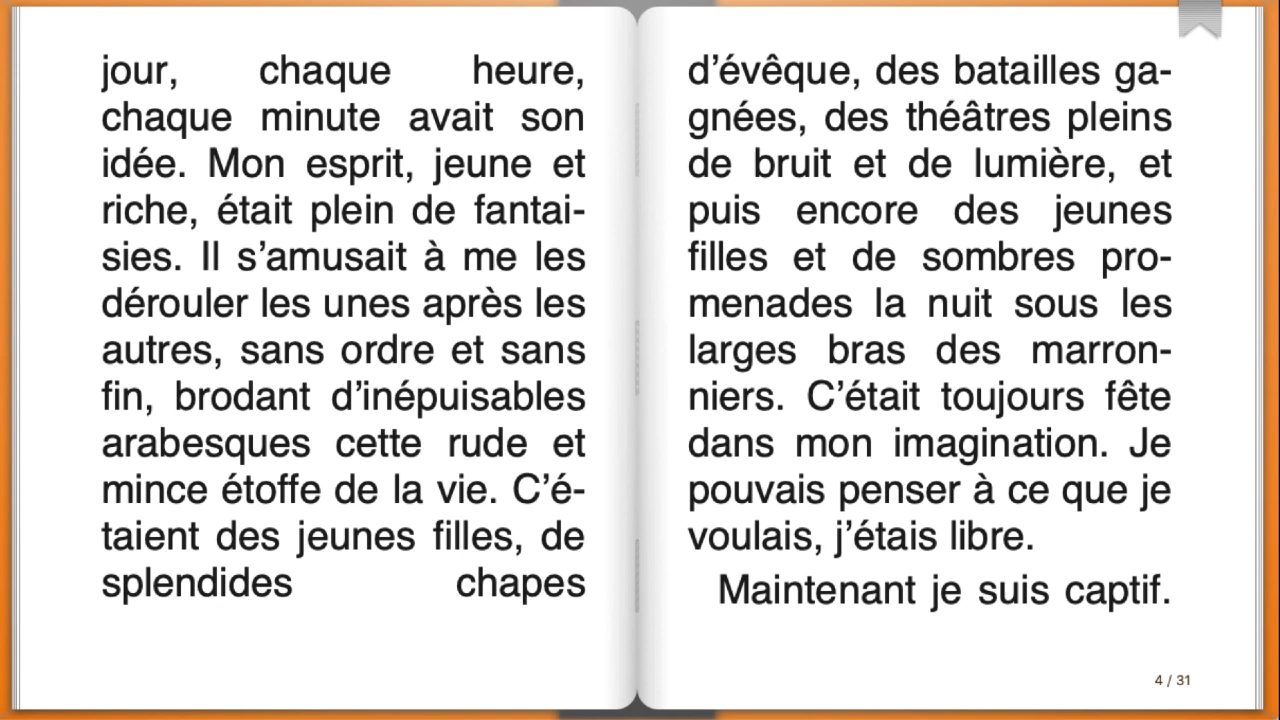 jour, chaque heure,
chaque minute avait son
idée. Mon esprit, jeune et
riche, était plein de fantai-
sies. Il s’amusait à me les
dérouler les unes après les
autres, sans ordre et sans
fin, brodant d’inépuisables
arabesques cette rude et
mince étoffe de la vie. C’é-
taient des jeunes filles, de
splendides chapes
d’évêque, des batailles ga-
gnées, des théâtres pleins
de bruit et de lumière, et
puis encore des jeunes
filles et de sombres pro-
menades la nuit sous les
larges bras des marron-
niers. C’était toujours fête
dans mon imagination. Je
pouvais penser à ce que je
voulais, j’étais libre.
Maintenant je suis captif.
4 / 31